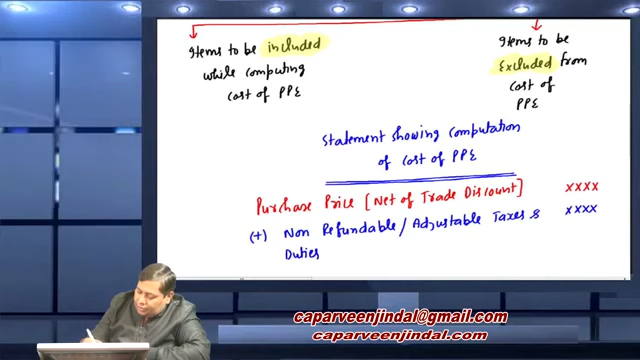 Items to be included
while computing
cost of PPE
Items to be
Excluded from
cost of
PPE
Statement showing computation
of cost of PPE
Purchase Price [Net of Trade Discount] xxxx
(+) Non Refundable/Adjustable Taxes & xxxx
Duties
caparveenjindal@gmail.com
caparveenjindal.com